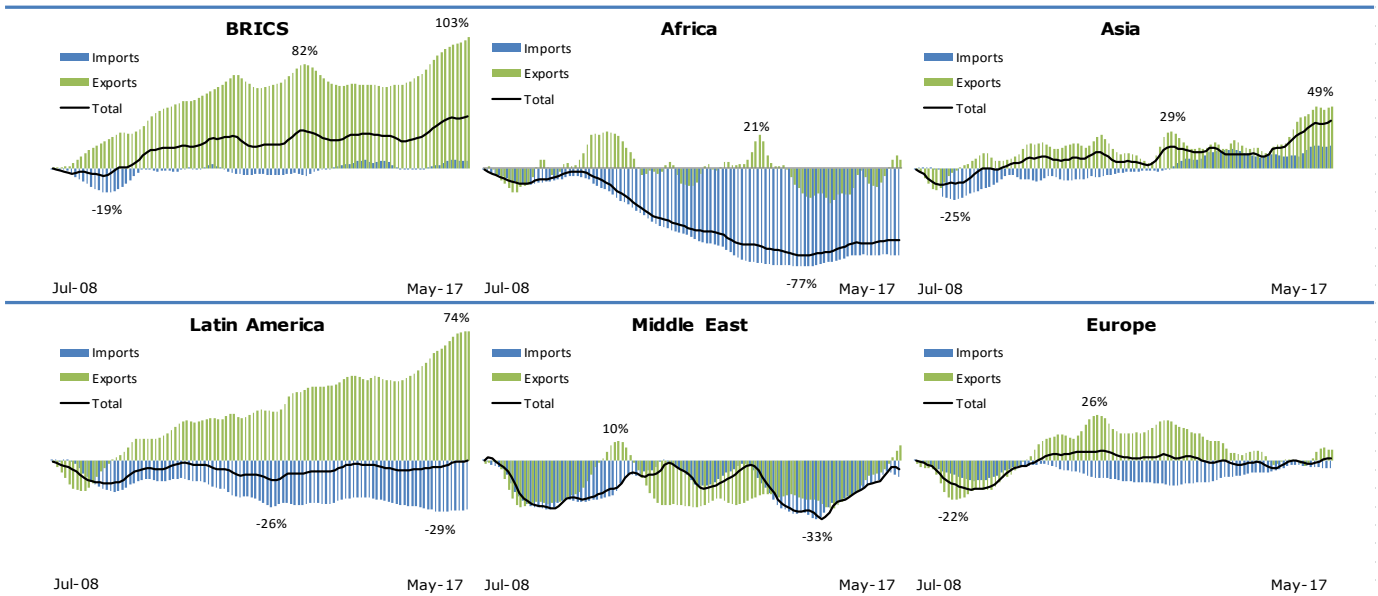 BRICS
103%
82%
Imports
Exports
Total
-19%
Jul-08
May-17
Africa
Imports
Exports
Total
21%
-77%
Jul-08
May-17
Asia
Imports
Exports
Total
49%
29%
-25%
Jul-08
May-17
Latin America
74%
Imports
Exports
Total
-26%
-29%
Jul-08
May-17
Middle East
Imports
Exports
Total
10%
-33%
Jul-08
May-17
Europe
Imports
Exports
Total
26%
-22%
Jul-08
May-17